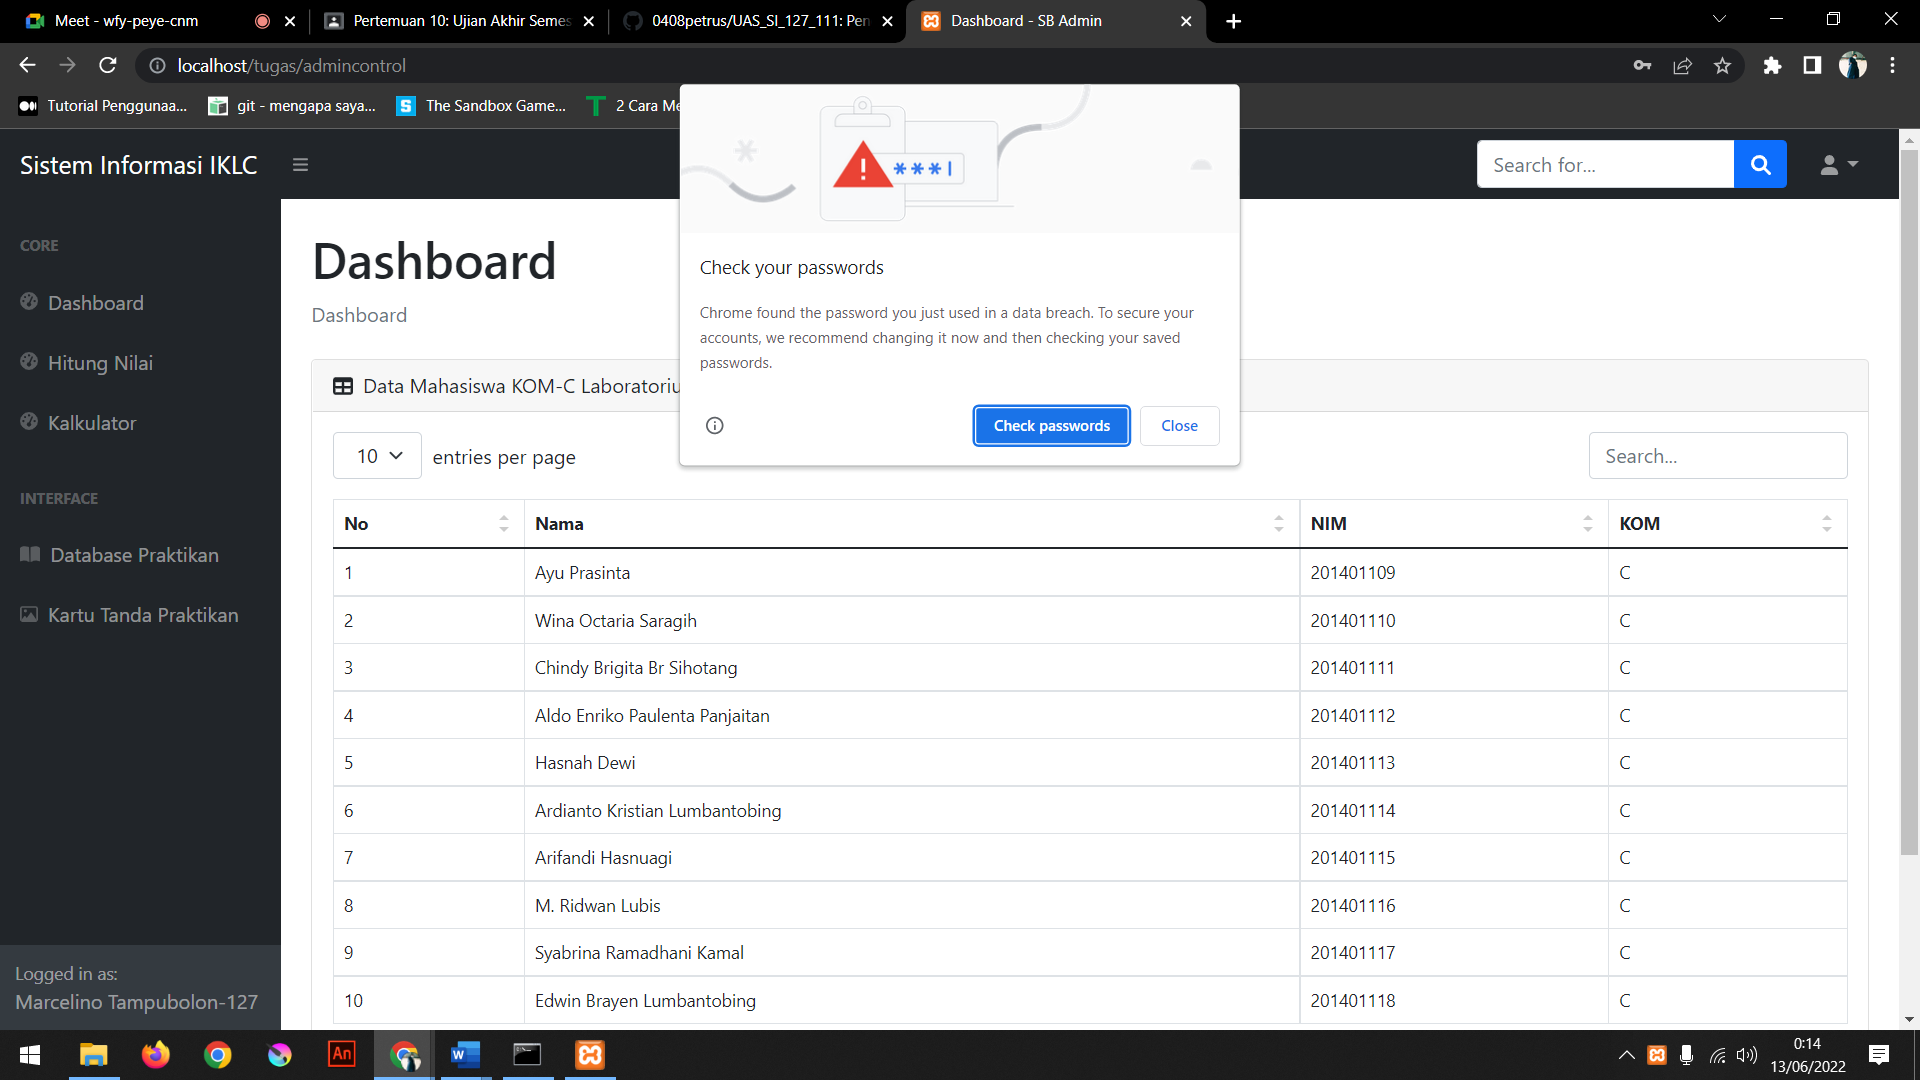 Meet - wfy-peye-cnm
Pertemuan 10: Ujian Akhir Semes
0408petrus/UAS_SI_127_111: Pen
Dashboard - SB Admin
localhost/tugas/admincontrol
Tutorial Penggunaa...
git - mengapa saya...
S
The Sandbox Game...
2 Cara Me
Sistem Informasi IKLC
Search for...
***
Check your passwords
Chrome found the password you just used in a data breach. To secure your
accounts, we recommend changing it now and then checking your saved
passwords.
Check passwords
Close
CORE
Dashboard
Hitung Nilai
Kalkulator
INTERFACE
Database Praktikan
Kartu Tanda Praktikan
Logged in as:
Marcelino Tampubolon-127
Dashboard
Dashboard
Data Mahasiswa KOM-C Laboratoriu
10 entries per page
Search...
No Nama NIM KOM
1 Ayu Prasinta 201401109 C
2 Wina Octaria Saragih 201401110 C
3 Chindy Brigita Br Sihotang 201401111 C
4 Aldo Enriko Paulenta Panjaitan 201401112 C
5 Hasnah Dewi 201401113 C
6 Ardianto Kristian Lumbantobing 201401114 C
7 Arifandi Hasnuagi 201401115 C
8 M. Ridwan Lubis 201401116 C
9 Syabrina Ramadhani Kamal 201401117 C
10 Edwin Brayen Lumbantobing 201401118 C
An
W
0:14
13/06/2022